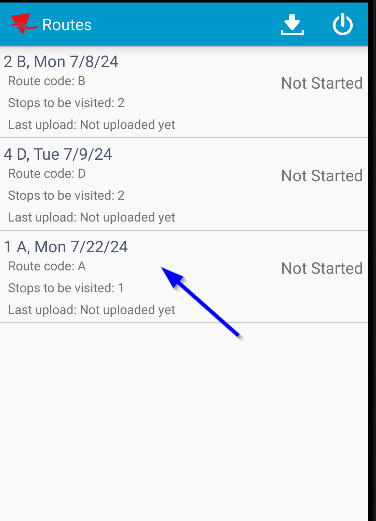 Routes
2 B, Mon 7/8/24
Route code: B
Not Started
Stops to be visited: 2
Last upload: Not uploaded yet
4 D, Tue 7/9/24
Route code: D
Not Started
Stops to be visited: 2
Last upload: Not uploaded yet
1 A, Mon 7/22/24
Route code: A
Not Started
Stops to be visited: 1
Last upload: Not uploaded yet